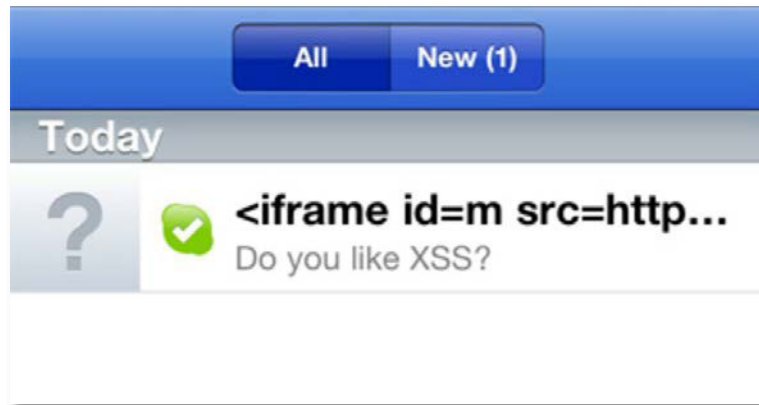 All New (1)
Today
<iframe id=m src=http...
Do you like XSS?